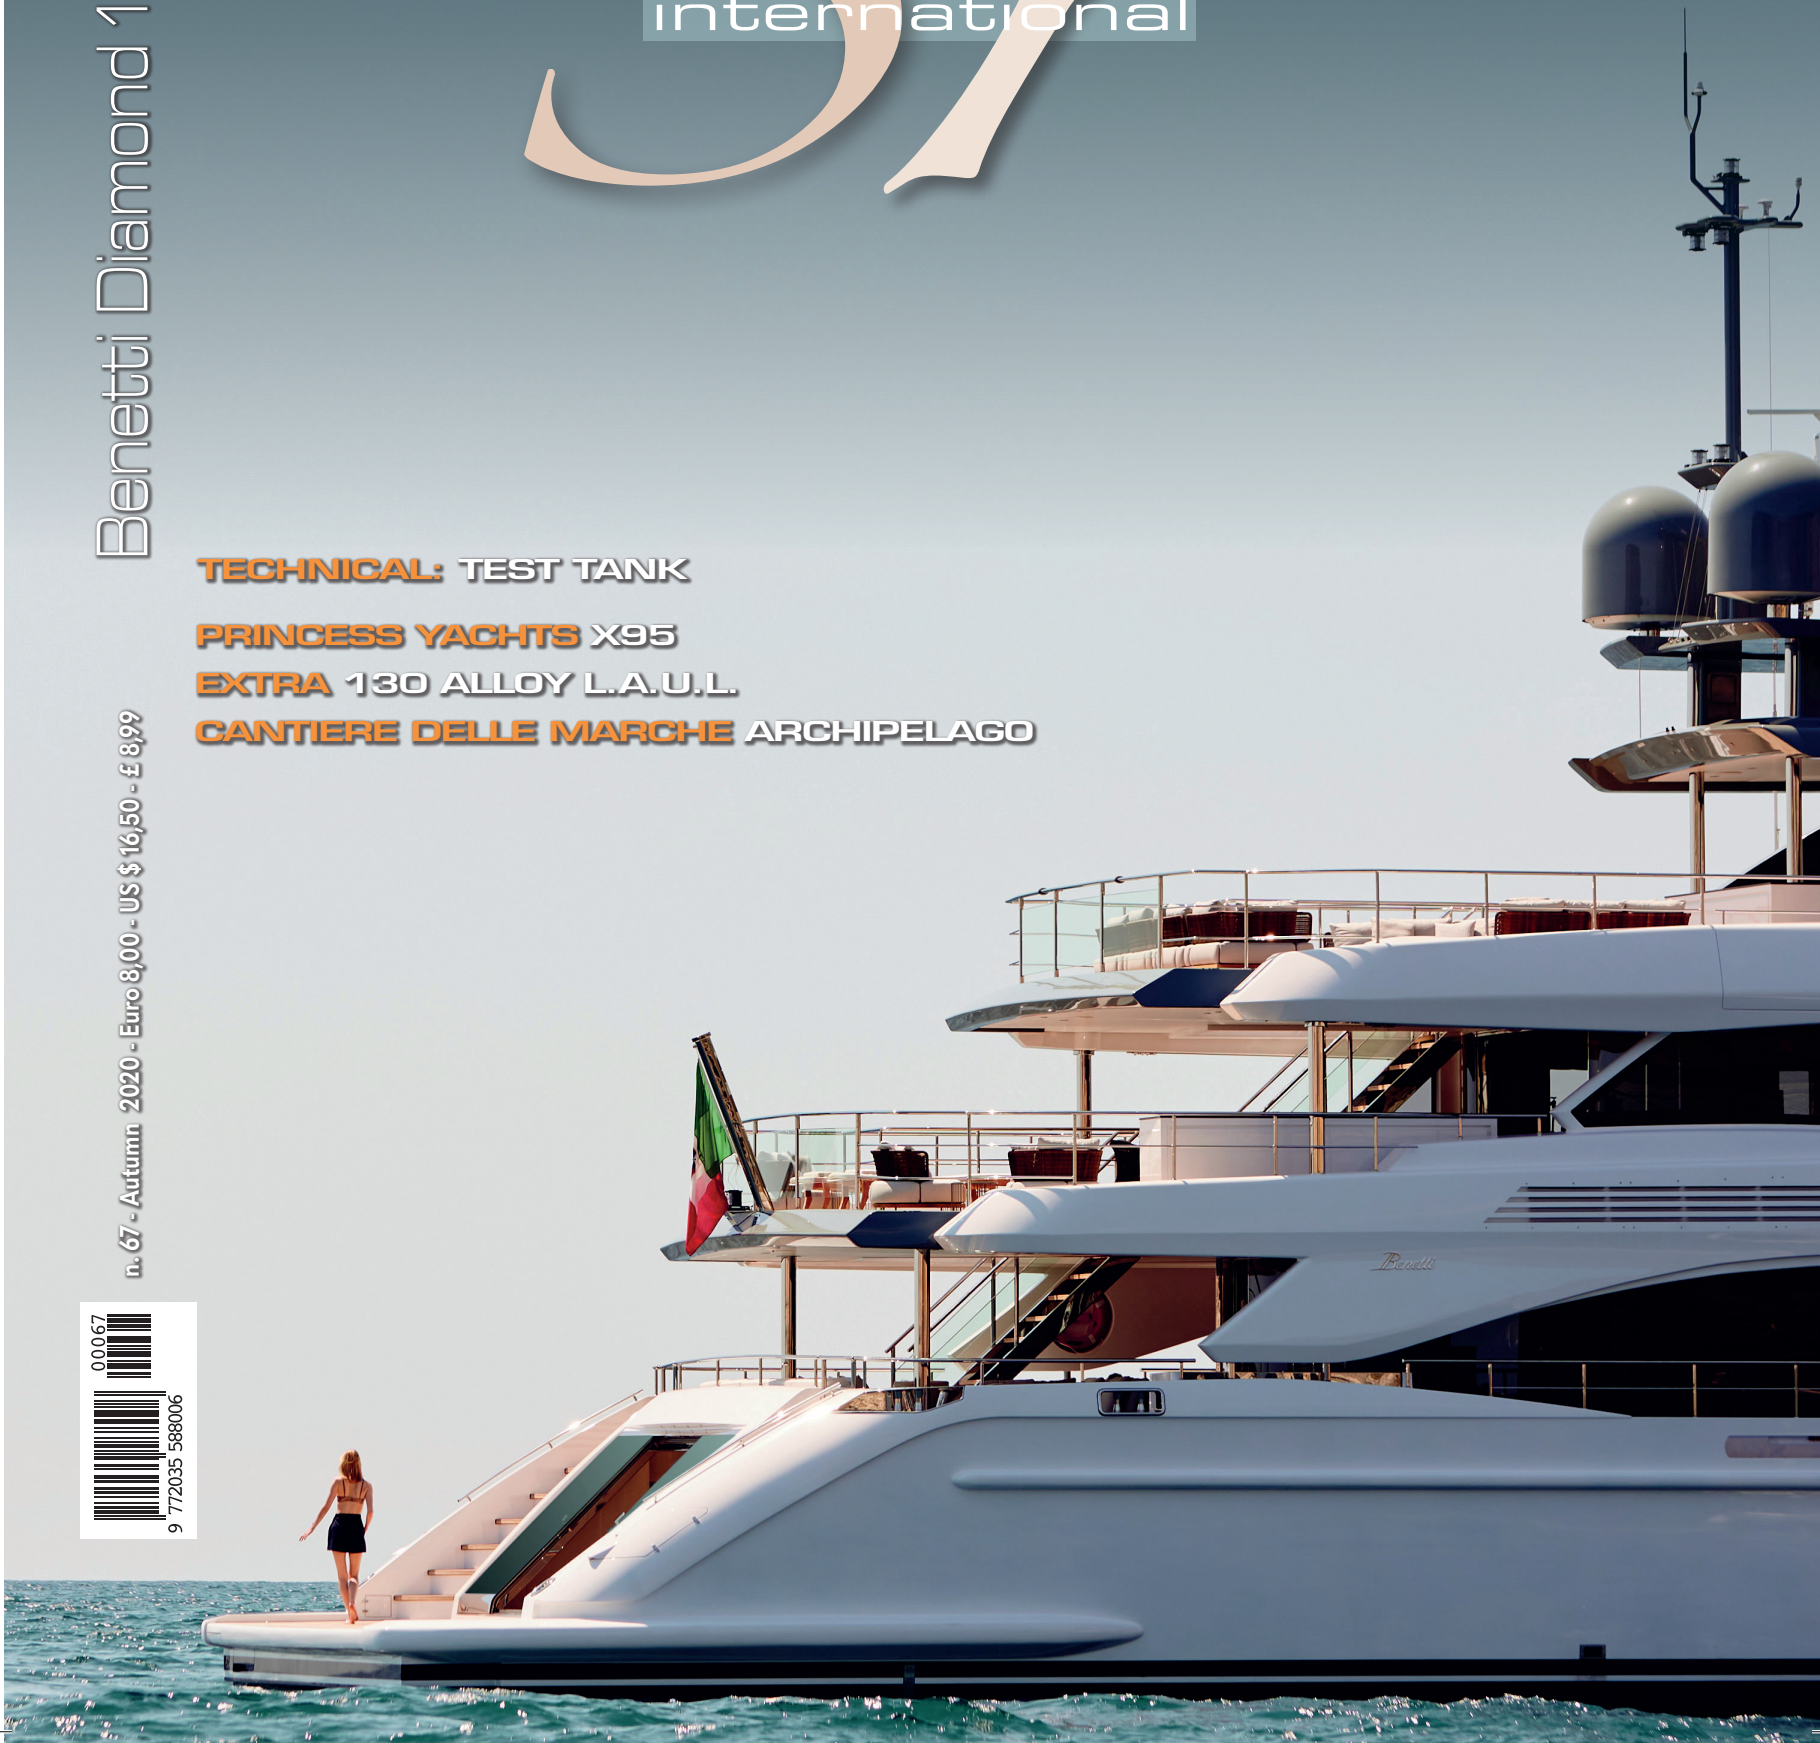 international
Benetti Diamond 1
TECHNICAL: TEST TANK
PRINCESS YACHTS X95
EXTRA 130 ALLOY L.A.U.L.
CANTIERE DELLE MARCHE ARCHIPELAGO
n. 67 - Autumn 2020 - Euro 8,00 - US $ 16,50 - £ 8,99
00067
9 772035 588006
Benetti